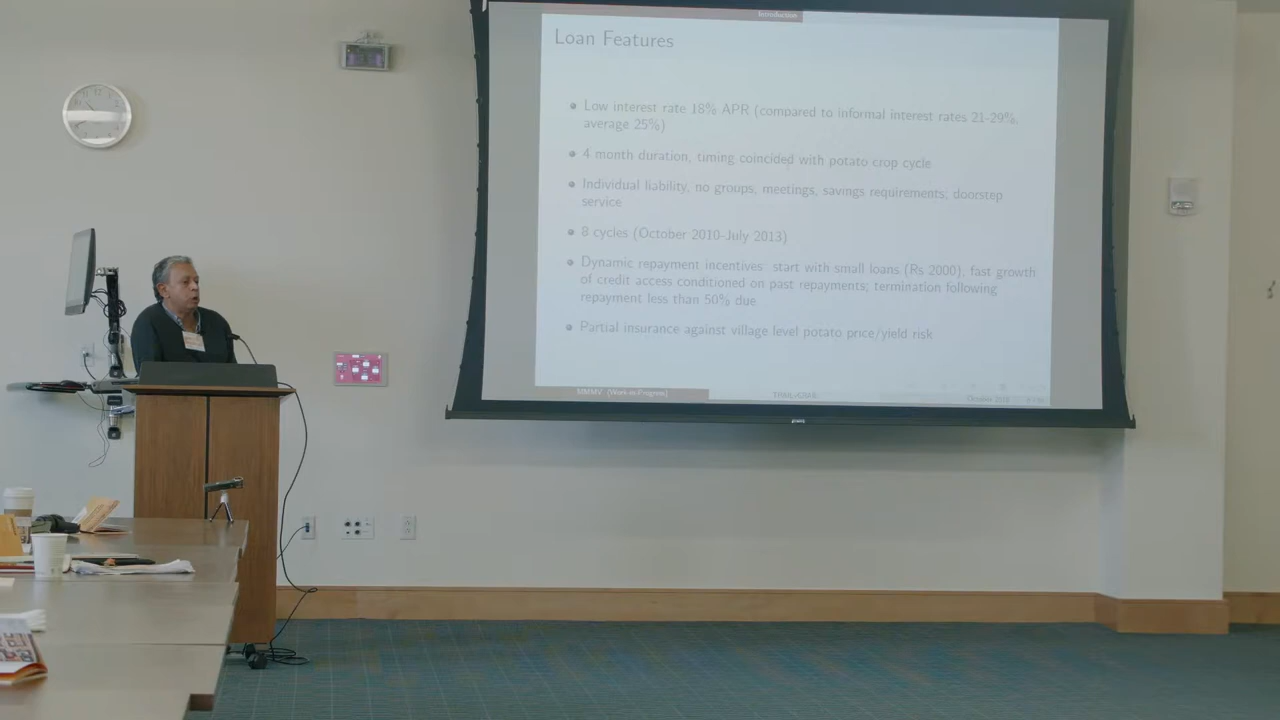 Introduction
Loan Features
Low interest rate 18% APR (compared to informal interest rates 21-29%,
average 25%)
4 month duration, timing coincided with potato crop cycle
Individual liability, no groups, meetings, savings requirements; doorstep
service
8 cycles (October 2010-July 2013)
Dynamic repayment incentives: start with small loans (Rs 2000), fast growth
of credit access conditioned on past repayments; termination following
repayment less than 50% due
Partial insurance against village level potato price/yield risk
MMMV (Work in Progress)
October